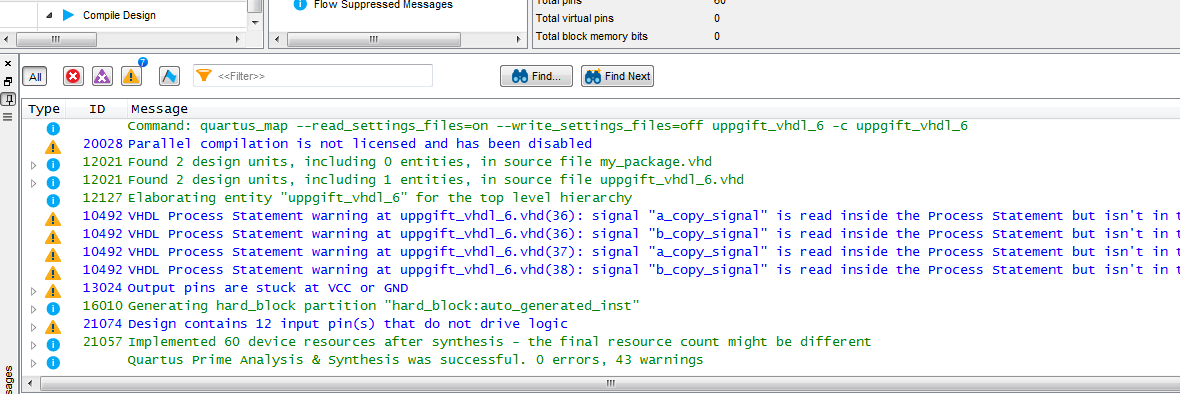 Compile Design
Flow Suppressed Messages
Total pins 60
Total virtual pins 0
Total block memory bits 0
All
7
<<Filter>>
Find...
Find Next
Type ID Message
Command: quartus_map --read_settings_files=on --write_settings_files=off uppgift_vhdl_6 -c uppgift_vhdl_6
20028 Parallel compilation is not licensed and has been disabled
12021 Found 2 design units, including 0 entities, in source file my_package.vhd
12021 Found 2 design units, including 1 entities, in source file uppgift_vhdl_6.vhd
12127 Elaborating entity "uppgift_vhdl_6" for the top level hierarchy
10492 VHDL Process Statement warning at uppgift_vhdl_6.vhd(36): signal "a_copy_signal" is read inside the Process Statement but isn't in t
10492 VHDL Process Statement warning at uppgift_vhdl_6.vhd(36): signal "b_copy_signal" is read inside the Process Statement but isn't in t
10492 VHDL Process Statement warning at uppgift_vhdl_6.vhd(37): signal "a_copy_signal" is read inside the Process Statement but isn't in t
10492 VHDL Process Statement warning at uppgift_vhdl_6.vhd(38): signal "b_copy_signal" is read inside the Process Statement but isn't in t
13024 Output pins are stuck at VCC or GND
16010 Generating hard_block partition "hard_block:auto_generated_inst"
21074 Design contains 12 input pin(s) that do not drive logic
21057 Implemented 60 device resources after synthesis - the final resource count might be different
Quartus Prime Analysis & Synthesis was successful. 0 errors, 43 warnings
sages